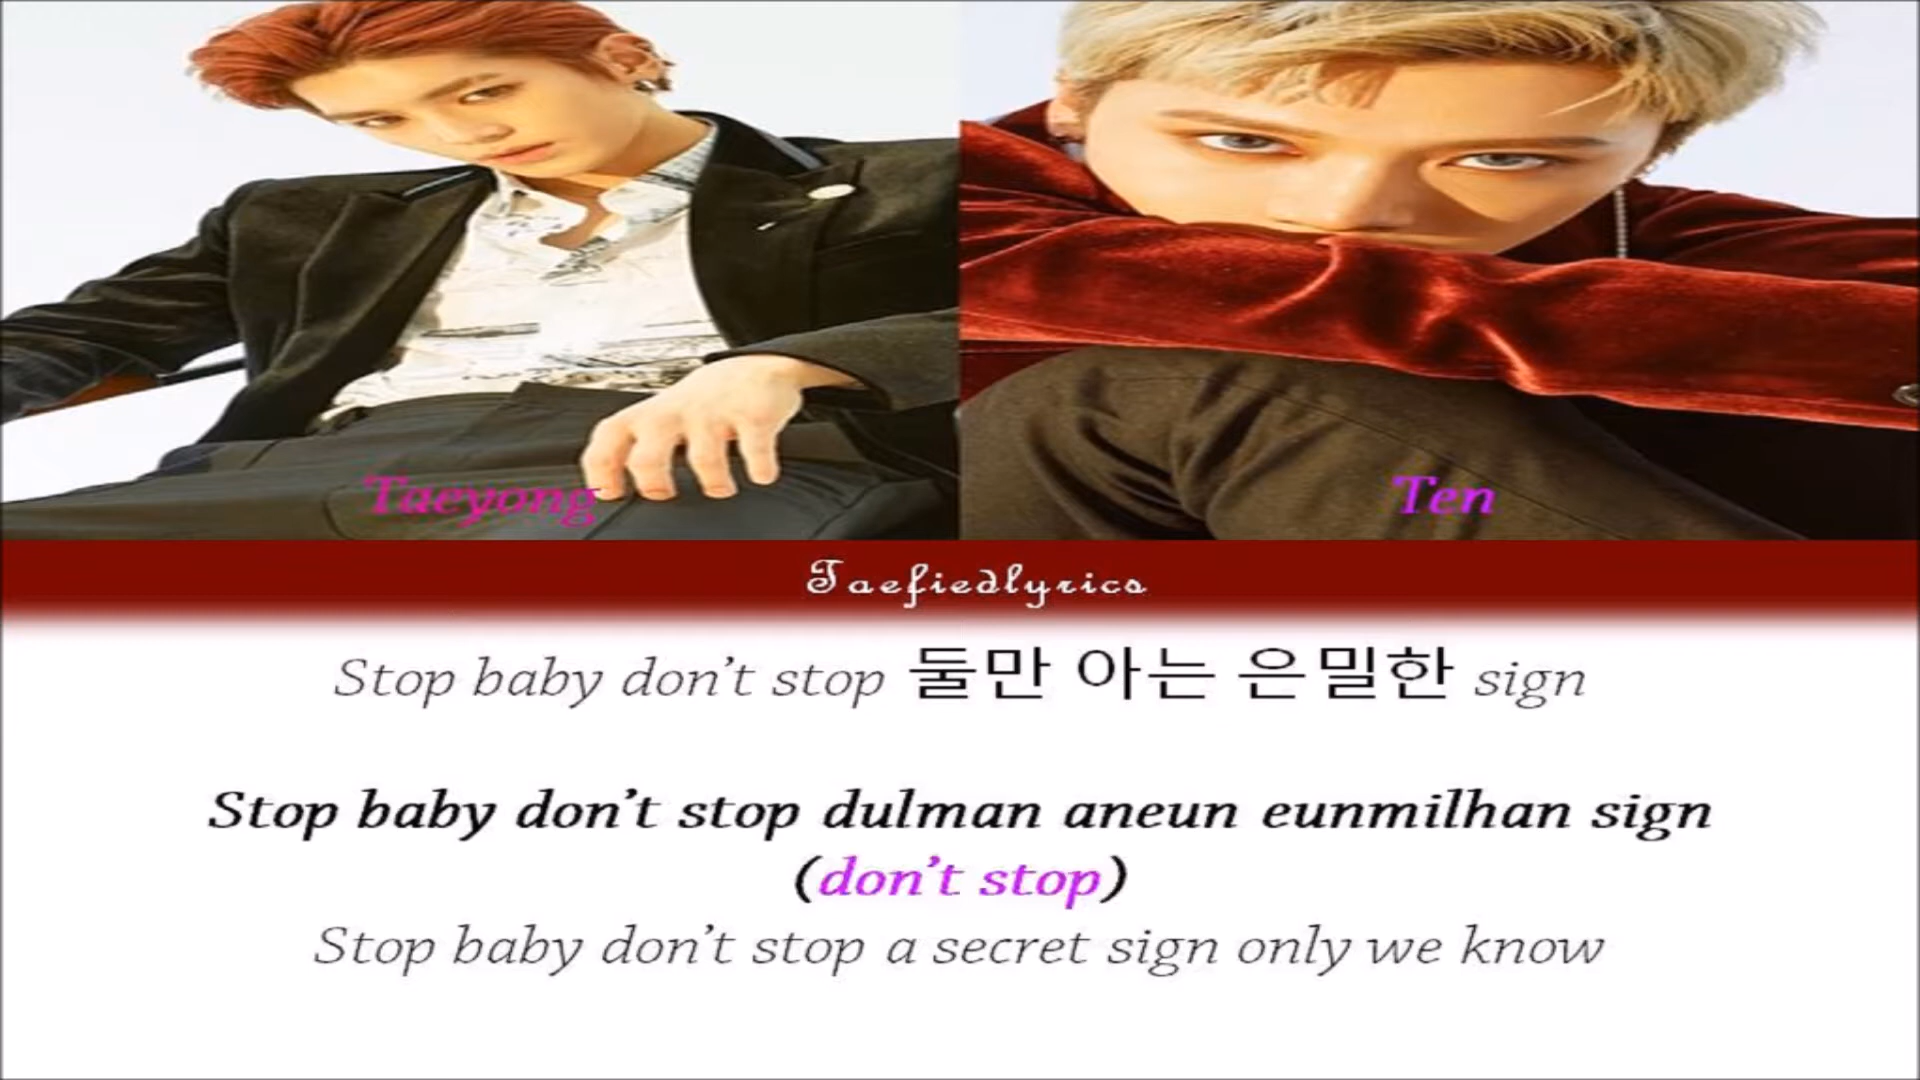 Taeyong
Ten
Taefiedlyrics
Stop baby don't stop 둘만 아는 은밀한 sign
Stop baby don't stop dulman aneun eunmilhan sign
(don't stop)
Stop baby don't stop a secret sign only we know